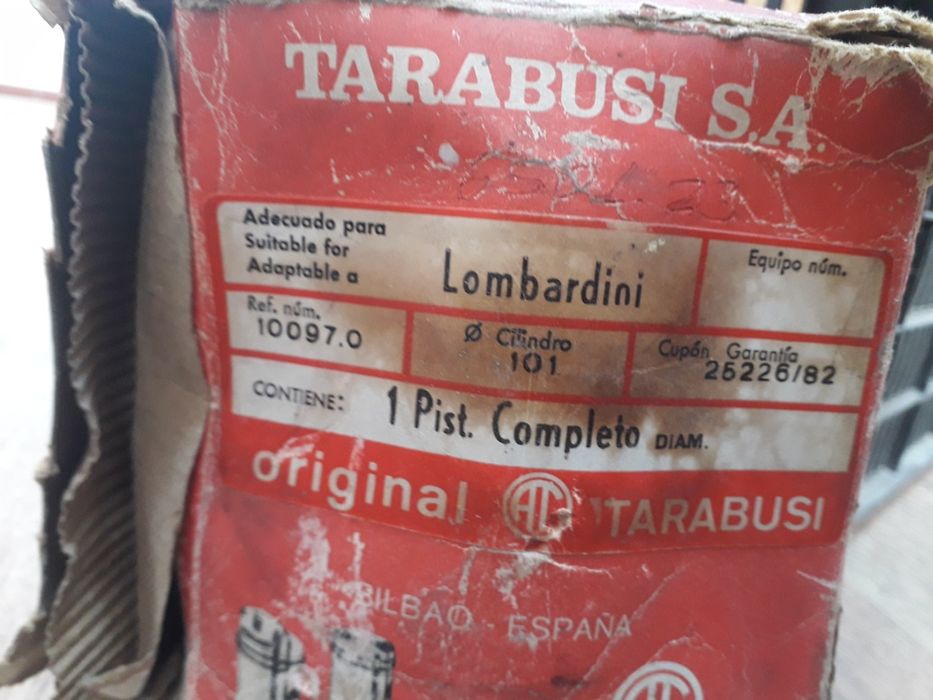 TARABUSI S.A.
Adecuado para
Suitable for
Adaptable a
Lombardini
Equipo núm.
Ref. núm.
10097.0
Ø Cilindro
101
Cupón Garantía
25226/82
CONTIENE: 1 Pist. Completo DIAM.
original ATC TARABUSI
BILBAO - ESPAÑA